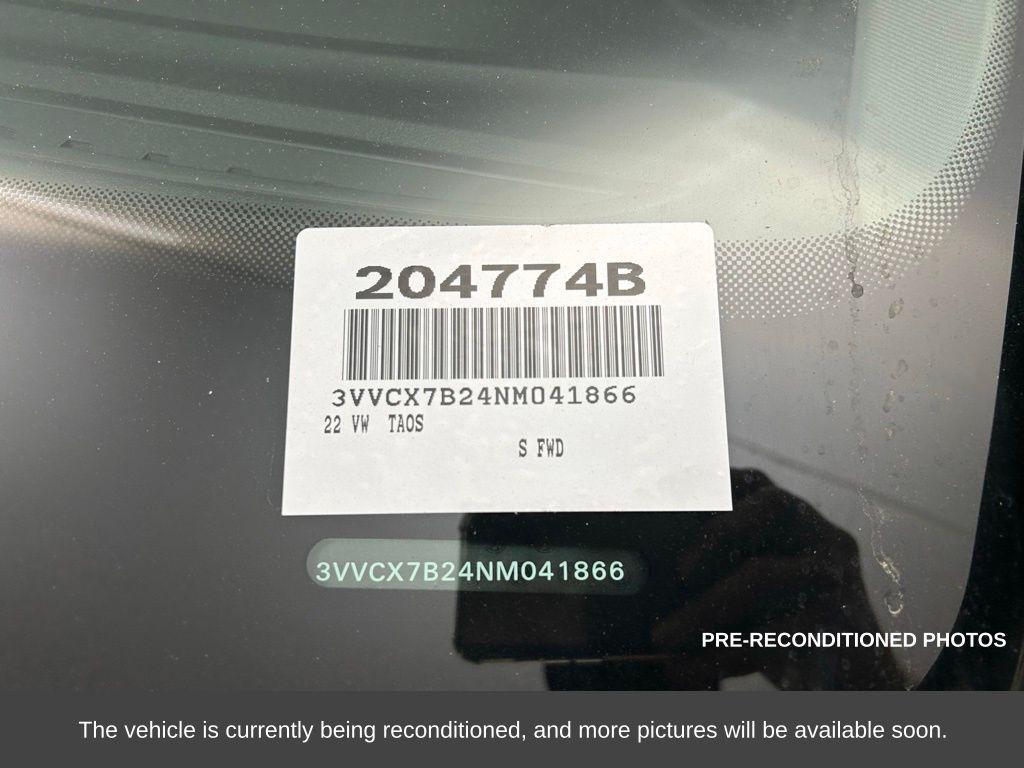 204774B
3VVCX7B24NM041866
22 VW TAOS
S FWD
3VVCX7B24NM041866
PRE-RECONDITIONED PHOTOS
The vehicle is currently being reconditioned, and more pictures will be available soon.